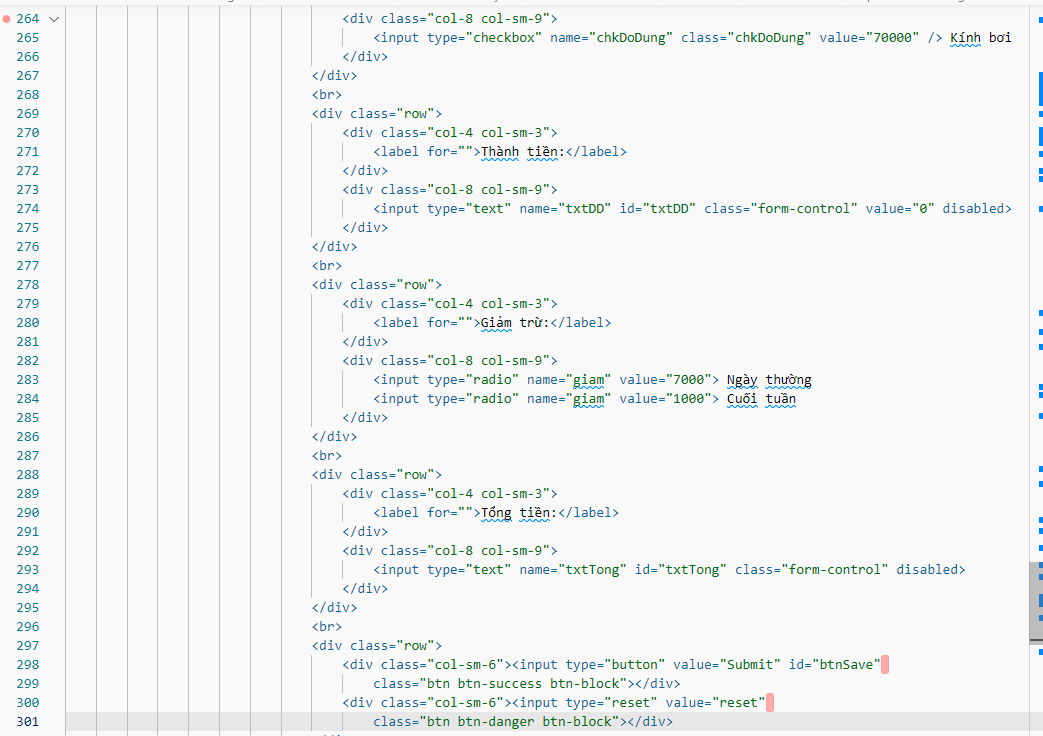 264 <div class="col-8 col-sm-9">
265 <input type="checkbox" name="chkDoDung" class="chkDoDung" value="70000" /> Kính bơi
266 </div>
267 </div>
268 <br>
269 <div class="row">
270 <div class="col-4 col-sm-3">
271 <label for="">Thành tiền:</label>
272 </div>
273 <div class="col-8 col-sm-9">
274 <input type="text" name="txtDD" id="txtDD" class="form-control" value="0" disabled>
275 </div>
276 </div>
277 <br>
278 <div class="row">
279 <div class="col-4 col-sm-3">
280 <label for="">Giảm trừ:</label>
281 </div>
282 <div class="col-8 col-sm-9">
283 <input type="radio" name="giam" value="7000"> Ngày thường
284 <input type="radio" name="giam" value="1000"> Cuối tuần
285 </div>
286 </div>
287 <br>
288 <div class="row">
289 <div class="col-4 col-sm-3">
290 <label for="">Tổng tiền:</label>
291 </div>
292 <div class="col-8 col-sm-9">
293 <input type="text" name="txtTong" id="txtTong" class="form-control" disabled>
294 </div>
295 </div>
296 <br>
297 <div class="row">
298 <div class="col-sm-6"><input type="button" value="Submit" id="btnSave"
299 class="btn btn-success btn-block"></div>
300 <div class="col-sm-6"><input type="reset" value="reset"
301 class="btn btn-danger btn-block"></div>